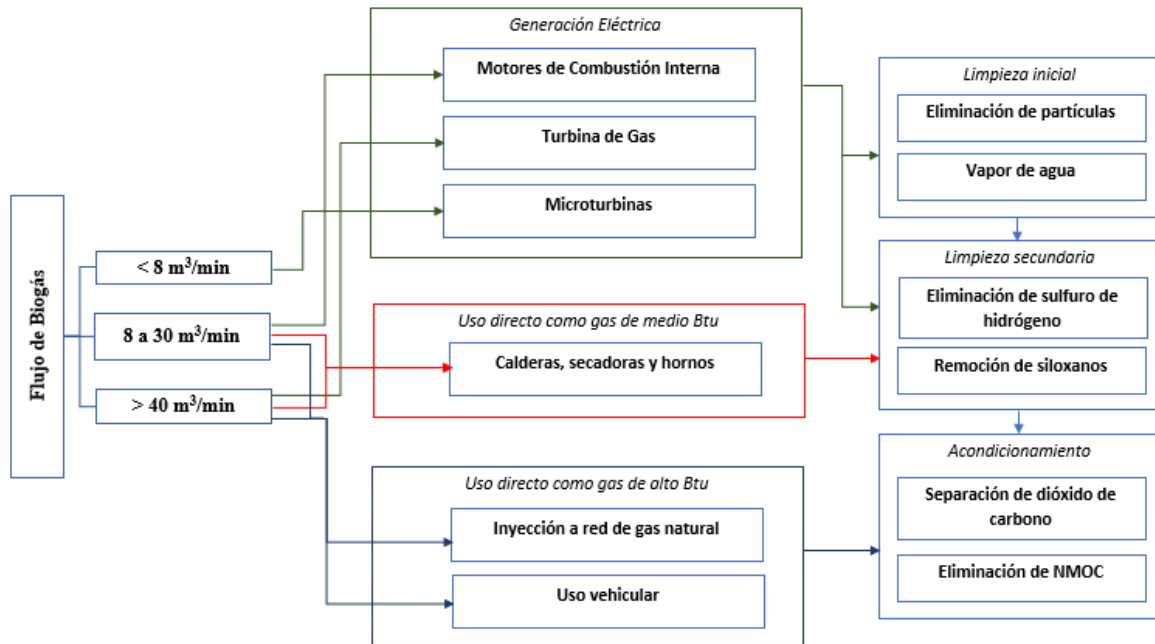 Flujo de Biogás
< 8 m³/min
8 a 30 m³/min
> 40 m³/min
Generación Eléctrica
Motores de Combustión Interna
Turbina de Gas
Microturbinas
Uso directo como gas de medio Btu
Calderas, secadoras y hornos
Uso directo como gas de alto Btu
Inyección a red de gas natural
Uso vehicular
Limpieza inicial
Eliminación de partículas
Vapor de agua
Limpieza secundaria
Eliminación de sulfuro de
hidrógeno
Remoción de siloxanos
Acondicionamiento
Separación de dióxido de
carbono
Eliminación de NMOC